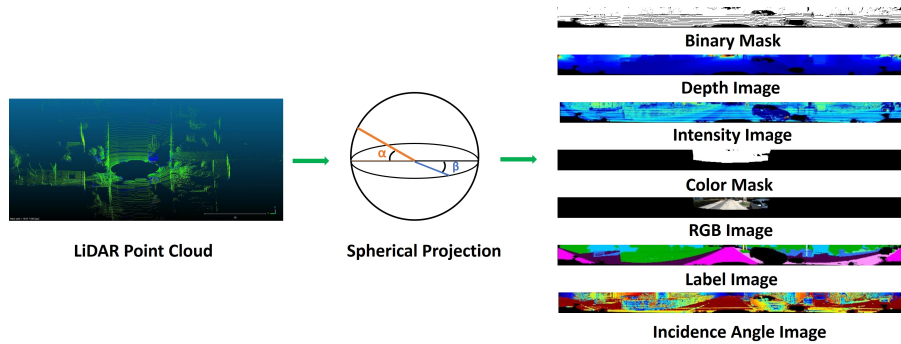 Binary Mask
Depth Image
Intensity Image
Color Mask
RGB Image
Label Image
Incidence Angle Image
α
β
LiDAR Point Cloud
Spherical Projection